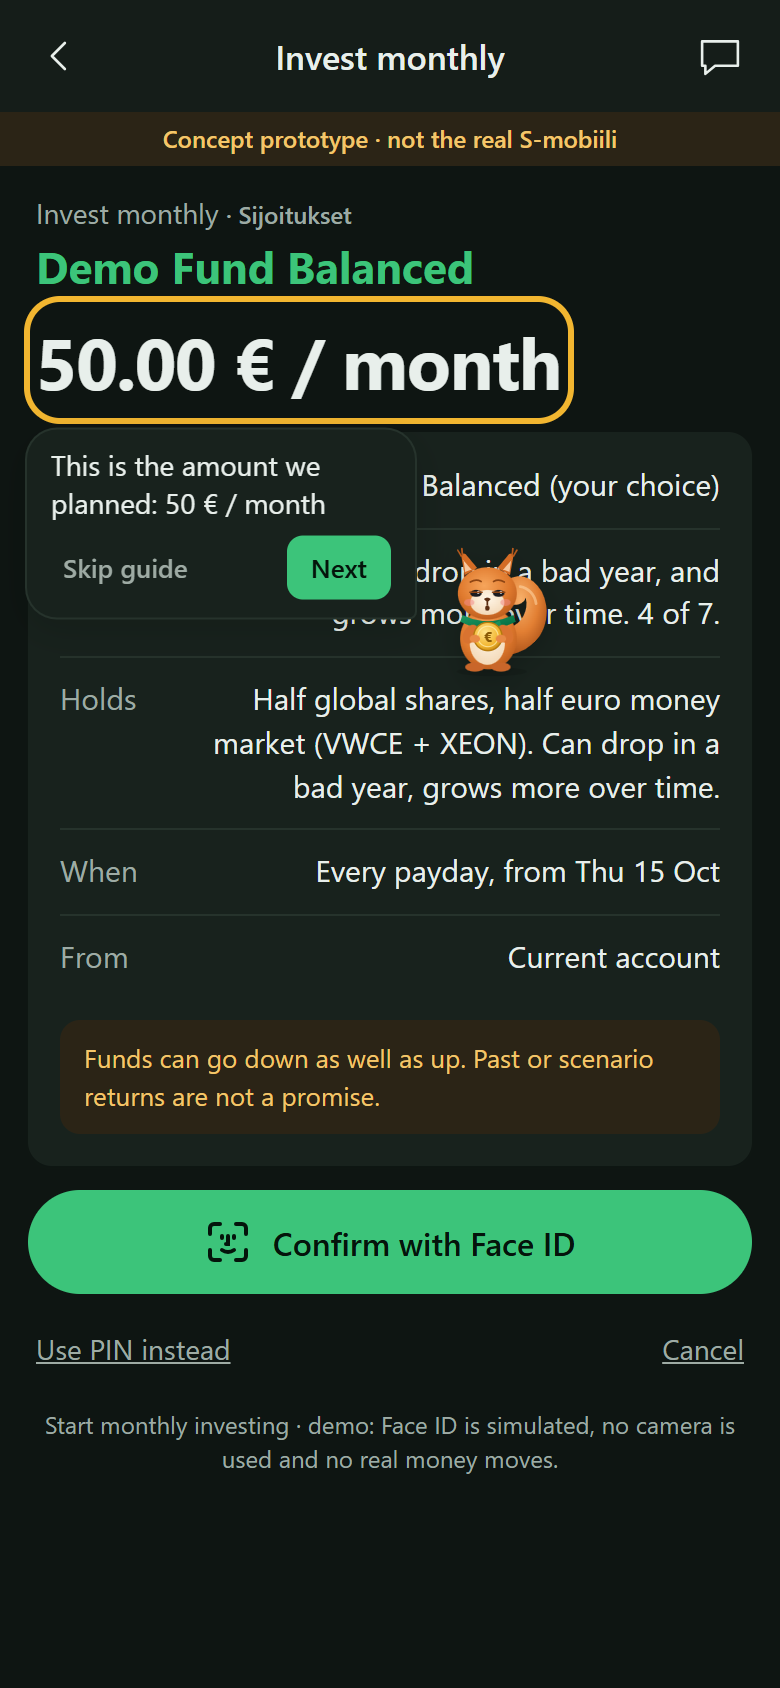 Invest monthly
Concept prototype · not the real S-mobiili
Invest monthly · Sijoitukset
Demo Fund Balanced
50.00 € / month
This is the amount we
planned: 50 € / month
Skip guide
Next
Balanced (your choice)
a bad year, and
r time. 4 of 7.
Holds
Half global shares, half euro money
market (VWCE + XEON). Can drop in a
bad year, grows more over time.
When
Every payday, from Thu 15 Oct
From
Current account
Funds can go down as well as up. Past or scenario
returns are not a promise.
Confirm with Face ID
Use PIN instead
Cancel
Start monthly investing · demo: Face ID is simulated, no camera is
used and no real money moves.